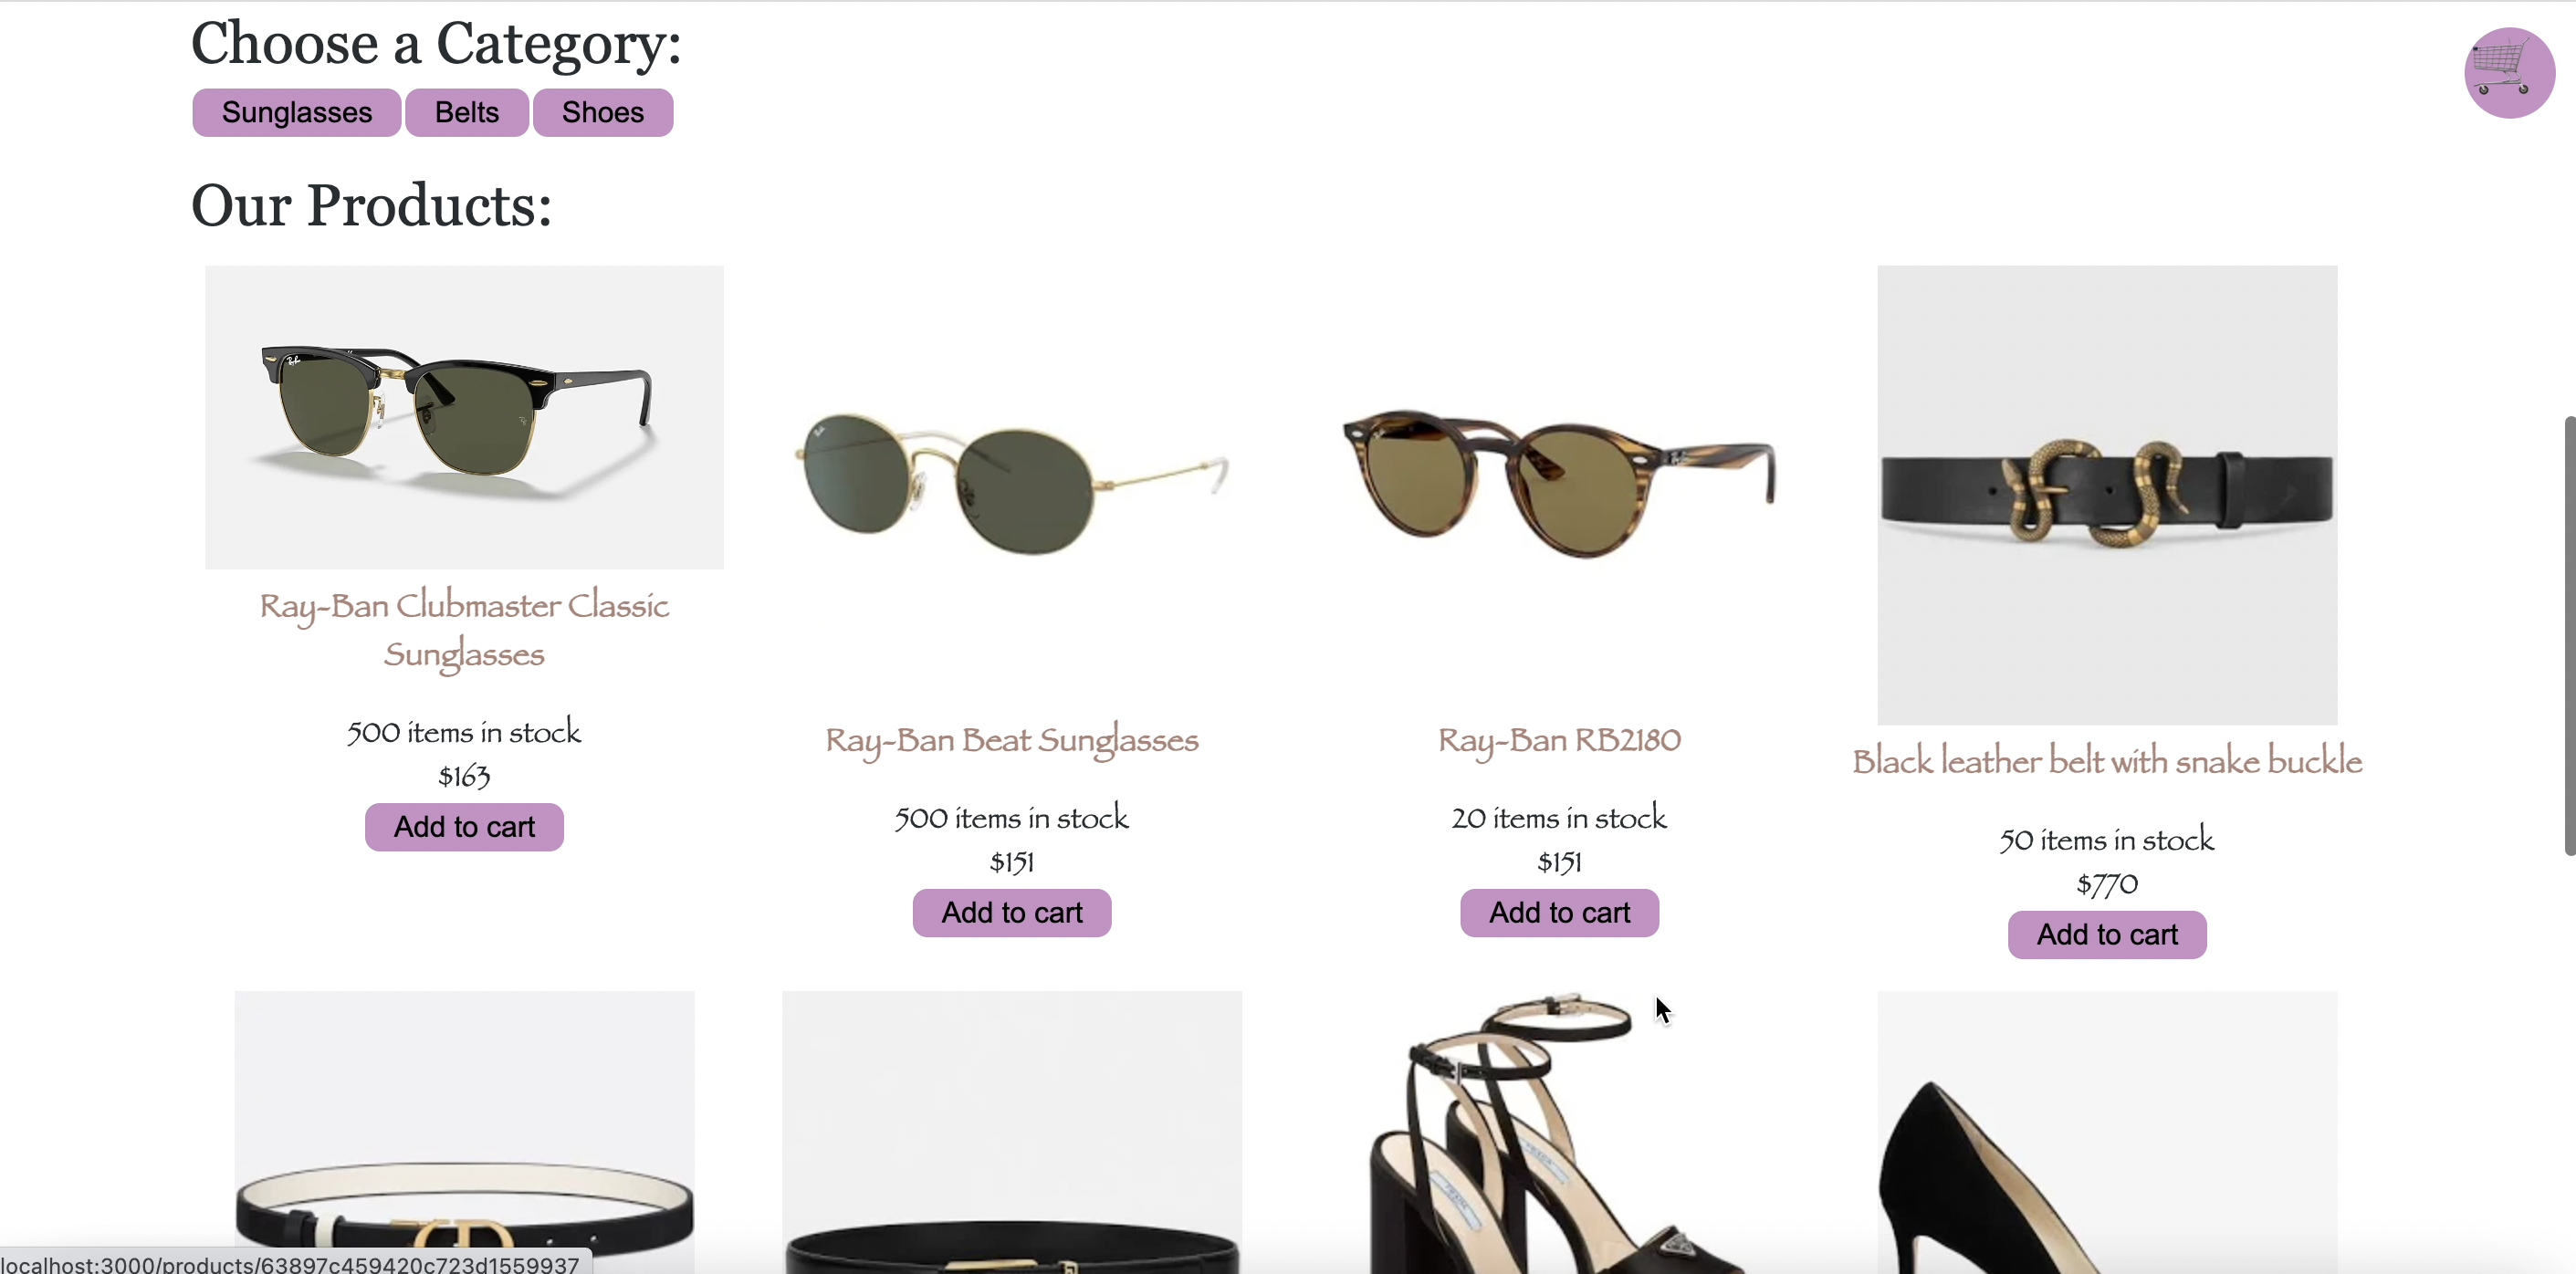 Choose a Category:
Sunglasses
Belts
Shoes
Our Products:
Ray-Ban Clubmaster Classic
Sunglasses
500 items in stock
$163
Add to cart
Ray-Ban Beat Sunglasses
500 items in stock
$151
Add to cart
Ray-Ban RB2180
20 items in stock
$151
Add to cart
Black leather belt with snake buckle
50 items in stock
$770
Add to cart
localhost:3000/products/63897c459420c723d1559937